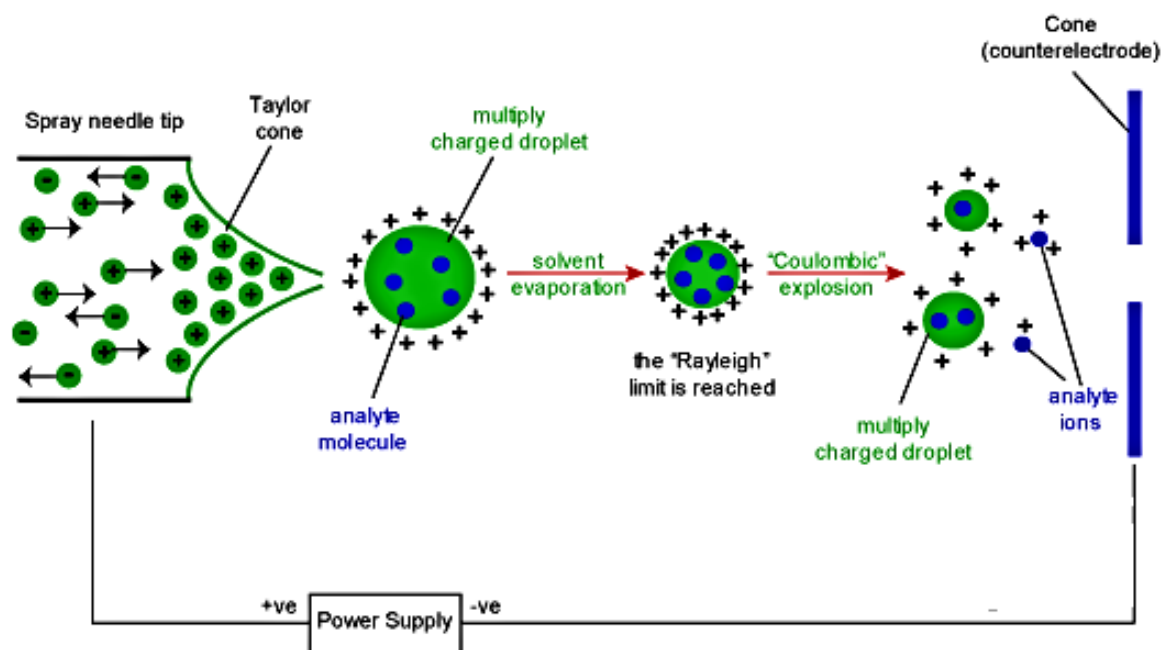 Cone
(counterelectrode)
Spray needle tip
Taylor
cone
multiply
charged droplet
solvent
evaporation
"Coulombic"
explosion
the "Rayleigh"
limit is reached
analyte
molecule
multiply
charged droplet
analyte
ions
+ve
Power Supply
-ve